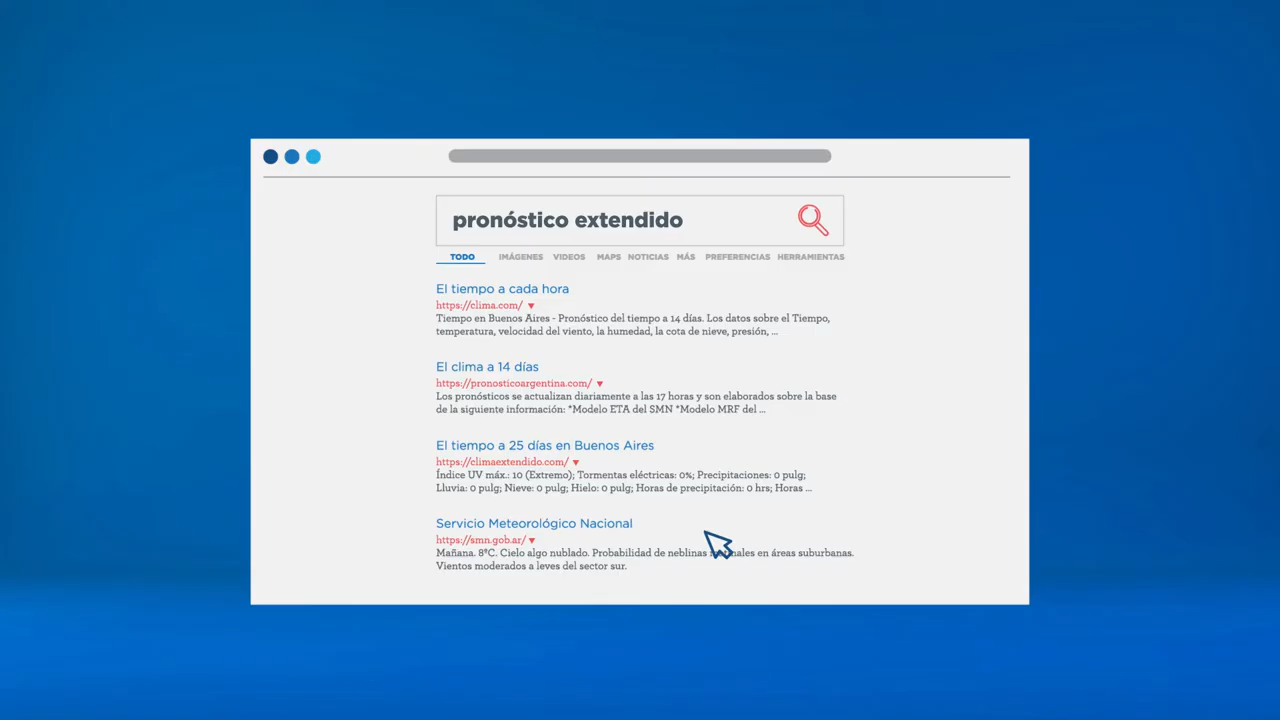 pronóstico extendido
TODO IMÁGENES VIDEOS MAPS NOTICIAS MÁS PREFERENCIAS HERRAMIENTAS
El tiempo a cada hora
https://clima.com/
Tiempo en Buenos Aires - Pronóstico del tiempo a 14 días. Los datos sobre el Tiempo,
temperatura, velocidad del viento, la humedad, la cota de nieve, presión, ...
El clima a 14 días
https://pronosticoargentina.com/
Los pronósticos se actualizan diariamente a las 17 horas y son elaborados sobre la base
de la siguiente información: *Modelo ETA del SMN *Modelo MRF del ...
El tiempo a 25 días en Buenos Aires
https://climaextendido.com/
Índice UV máx.: 10 (Extremo); Tormentas eléctricas: 0%; Precipitaciones: 0 pulg;
Lluvia: 0 pulg; Nieve: 0 pulg; Hielo: 0 pulg; Horas de precipitación: 0 hrs; Horas ...
Servicio Meteorológico Nacional
https://smn.gob.ar/
Mañana. 8ºC. Cielo algo nublado. Probabilidad de neblinas en áreas suburbanas.
Vientos moderados a leves del sector sur.